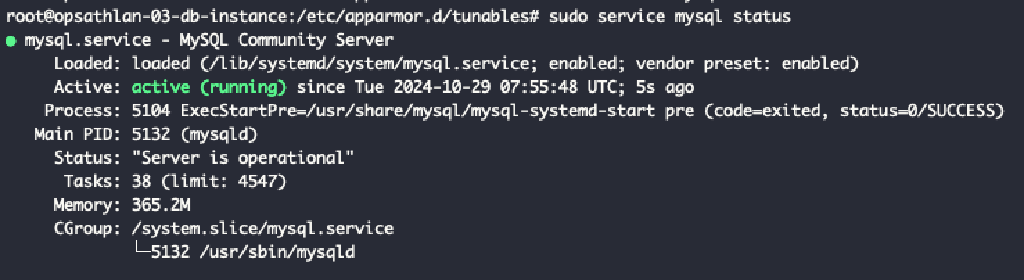 root@opsathlan-03-db-instance:/etc/apparmor.d/tunables# sudo service mysql status
● mysql.service - MySQL Community Server
     Loaded: loaded (/lib/systemd/system/mysql.service; enabled; vendor preset: enabled)
     Active: active (running) since Tue 2024-10-29 07:55:48 UTC; 5s ago
    Process: 5104 ExecStartPre=/usr/share/mysql/mysql-systemd-start pre (code=exited, status=0/SUCCESS)
   Main PID: 5132 (mysqld)
     Status: "Server is operational"
      Tasks: 38 (limit: 4547)
     Memory: 365.2M
     CGroup: /system.slice/mysql.service
             └─5132 /usr/sbin/mysqld